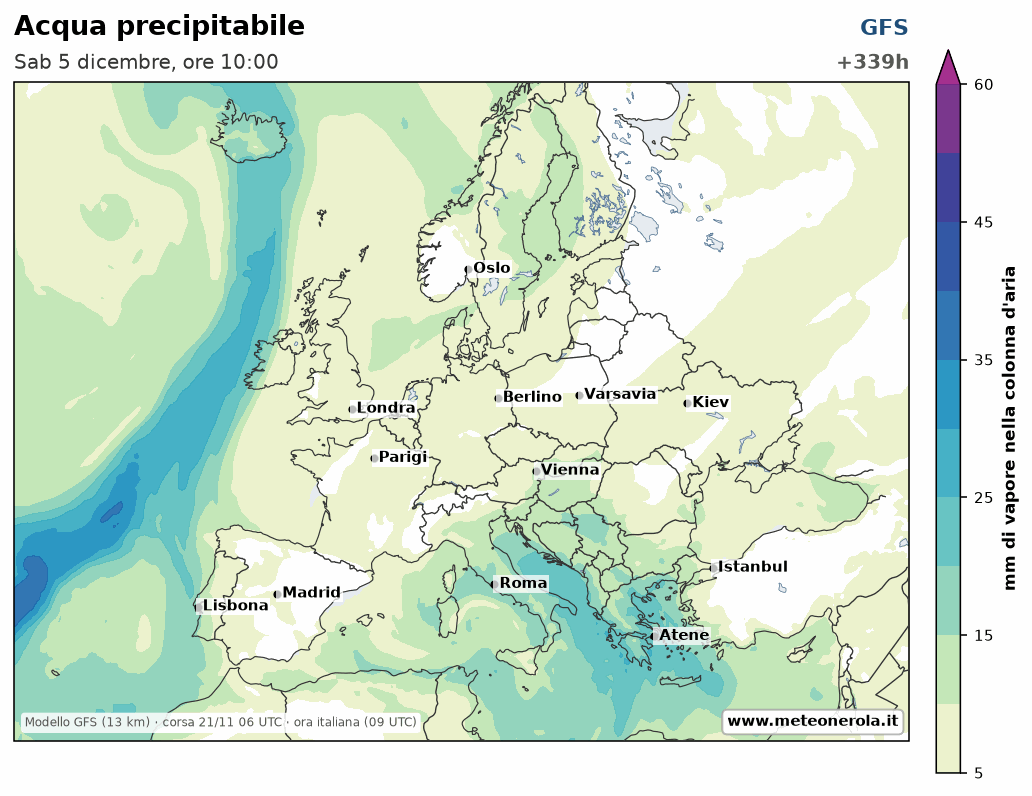 Acqua precipitabile
GFS
Sab 5 dicembre, ore 10:00
+339h
60
45
35
25
15
5
mm di vapore nella colonna d'aria
Oslo
Berlino
Varsavia
Kiev
Londra
Parigi
Vienna
Istanbul
Roma
Madrid
Lisbona
Atene
Modello GFS (13 km) · corsa 21/11 06 UTC · ora italiana (09 UTC)
www.meteonerola.it